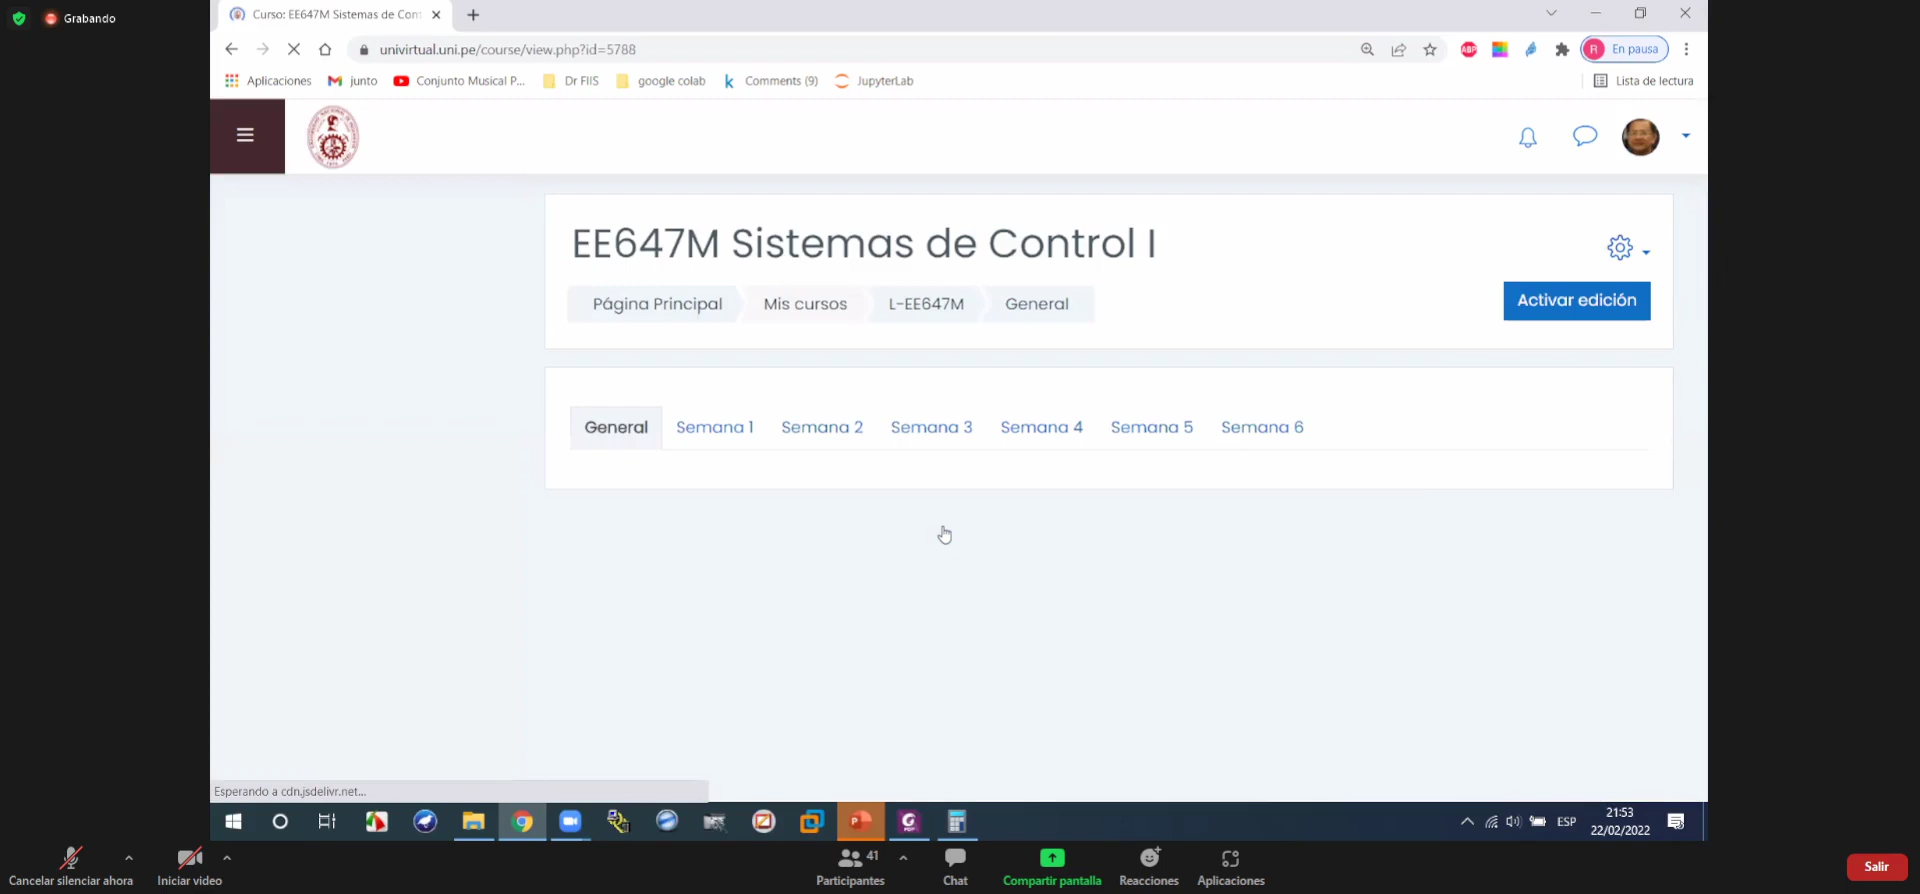 Grabando
Curso: EE647M Sistemas de Cont
univirtual.uni.pe/course/view.php?id=5788
ABP
R
En pausa
Aplicaciones
junto
Conjunto Musical P...
Dr FIIS
google colab
Comments (9)
JupyterLab
Lista de lectura
EE647M Sistemas de Control I
Página Principal
Mis cursos
L-EE647M
General
Activar edición
General
Semana 1
Semana 2
Semana 3
Semana 4
Semana 5
Semana 6
Esperando a cdn.jsdelivr.net...
ESP
21:53
22/02/2022
Cancelar silenciar ahora
Iniciar video
41
Participantes
Chat
Compartir pantalla
Reacciones
Aplicaciones
Salir